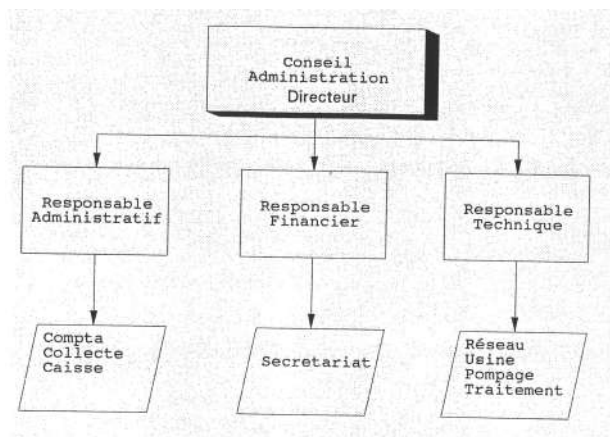 Conseil
Administration
Directeur
Responsable
Administratif
Responsable
Financier
Responsable
Technique
Compta
Collecte
Caisse
Secretariat
Réseau
Usine
Pompage
Traitement